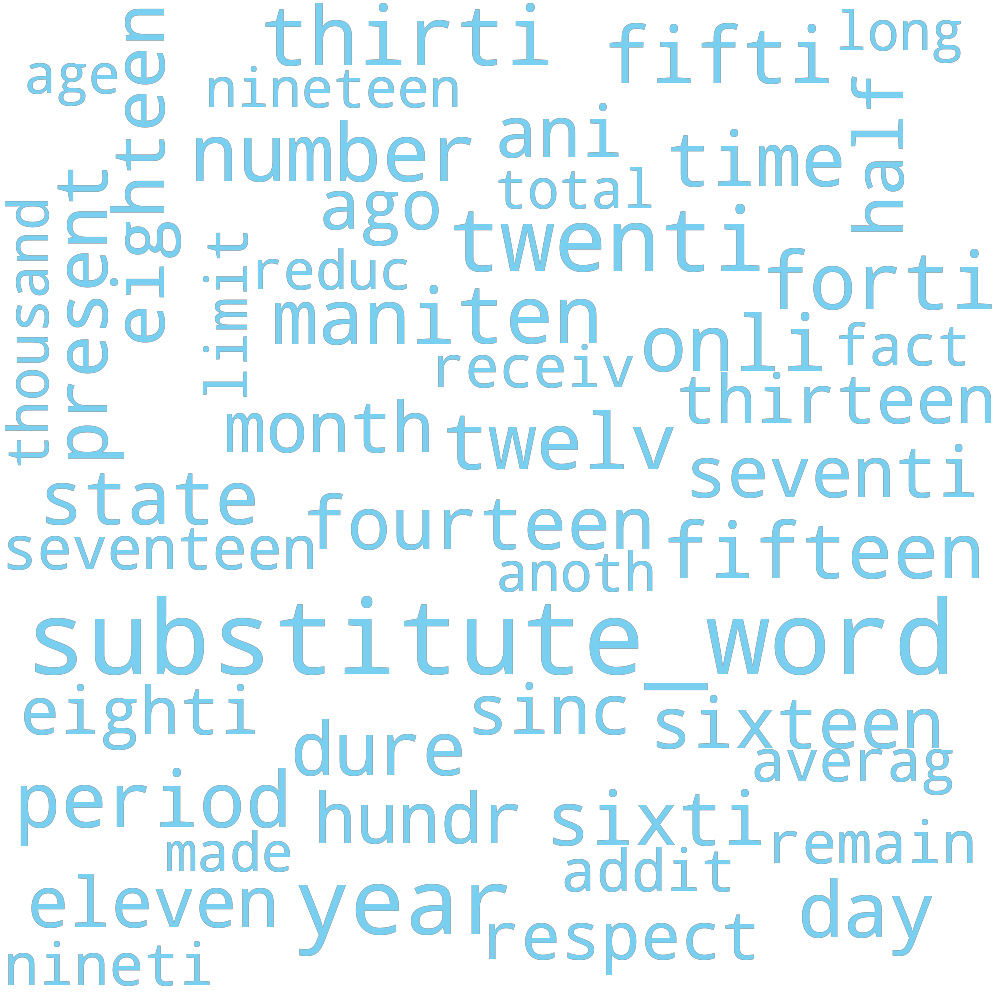 thirti
fifti
long
age
eighteen
nineteen
number
ani
time
half
total
ago
thousand
present
twenti
limit
reduc
forti
maniten
onli
fact
receiv
thirteen
month
twelv
seventi
state
fourteen
seventeen
fifteen
anoth
substitute_word
eighti
sinc
sixteen
dure
averag
period
hundr
sixti
remain
made
addit
eleven
year
day
respect
nineti